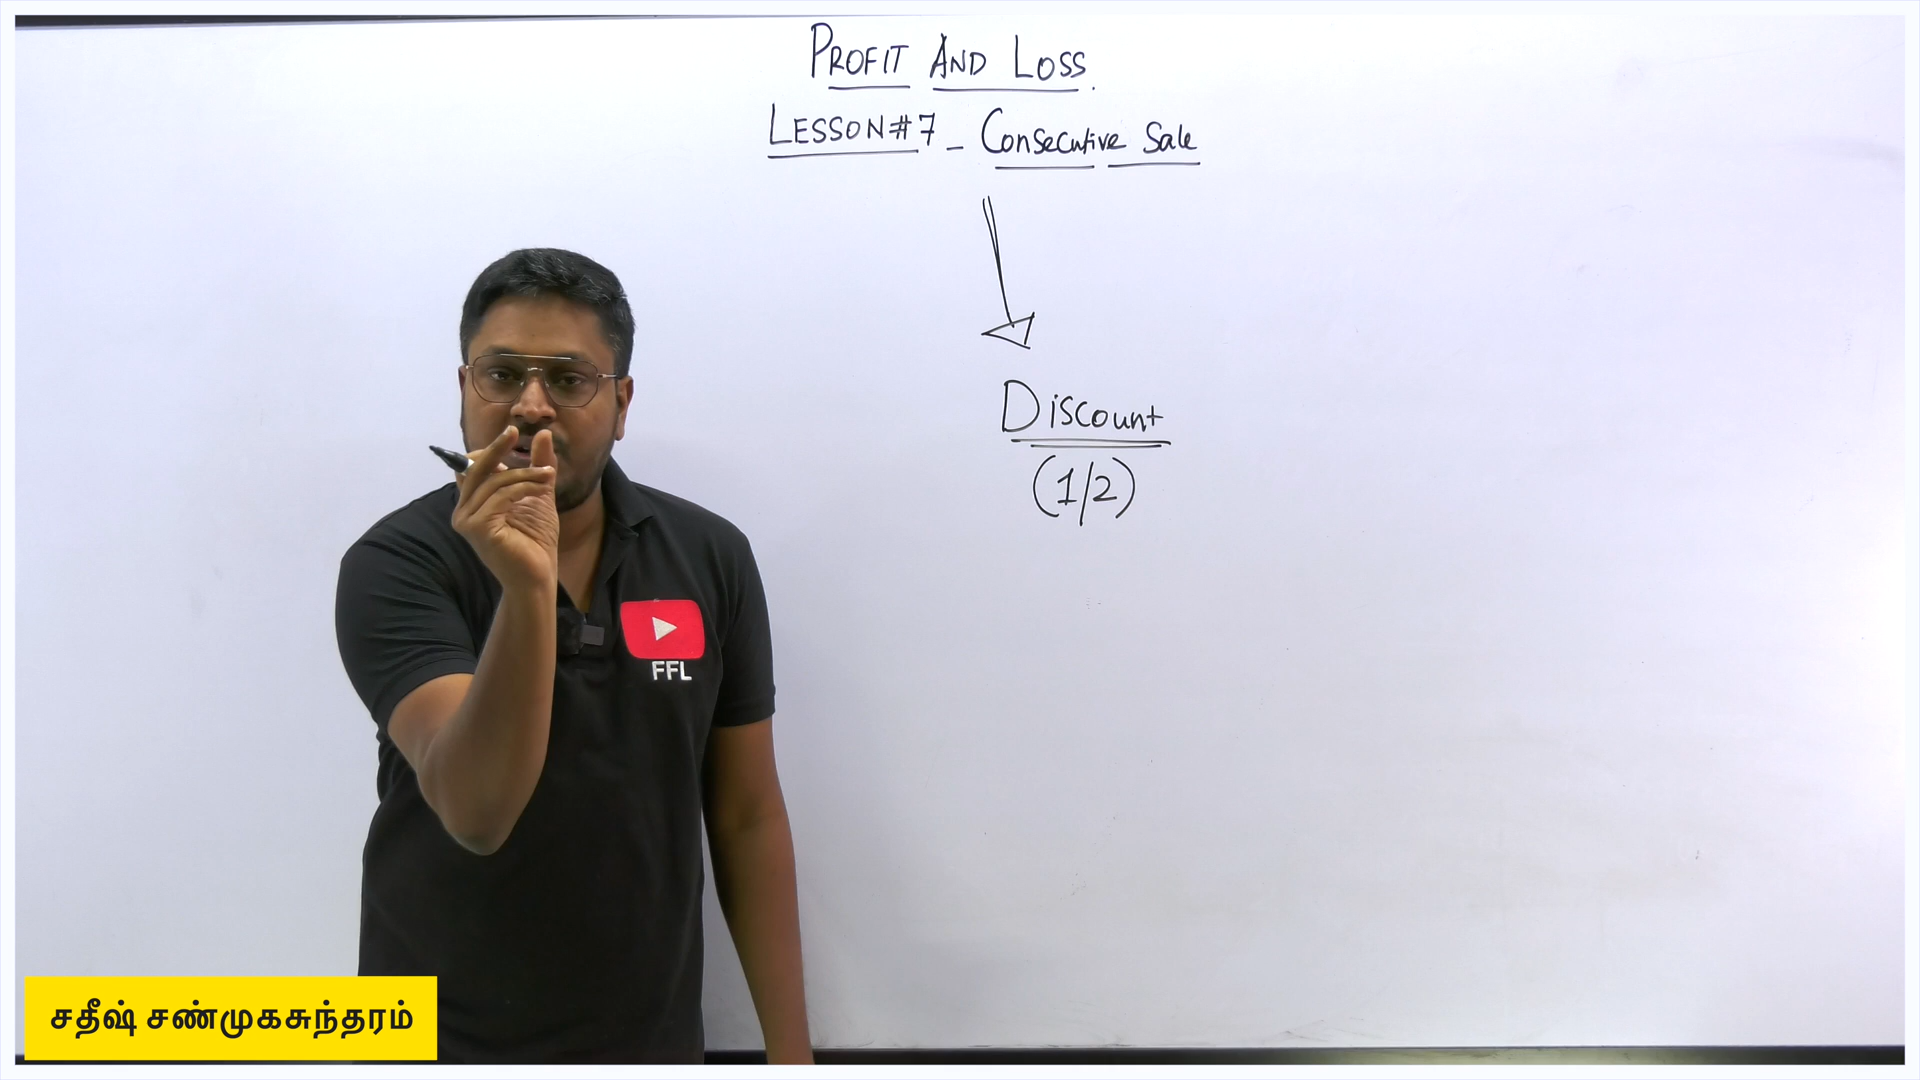 PROFIT AND LOSS.
LESSON#7 - Consecutive Sale
Discount
(1/2)
FFL
சதீஷ் சண்முகசுந்தரம்